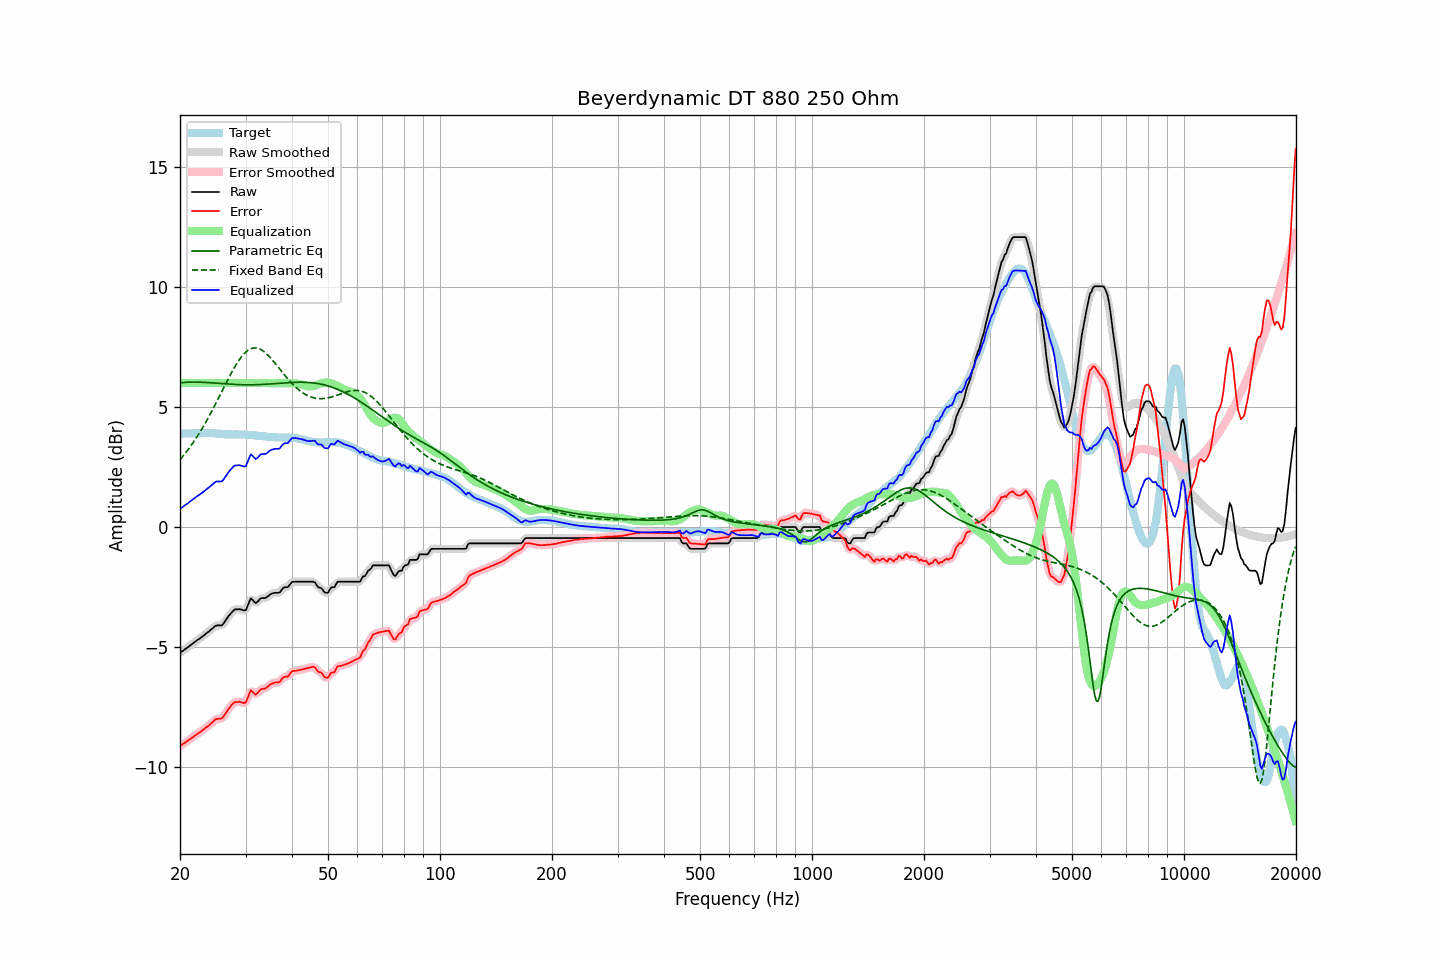 Beyerdynamic DT 880 250 Ohm
Target
Raw Smoothed
Error Smoothed
Raw
Error
Equalization
Parametric Eq
Fixed Band Eq
Equalized
15
10
5
0
−5
−10
Amplitude (dBr)
20
50
100
200
500
1000
2000
5000
10000
20000
Frequency (Hz)